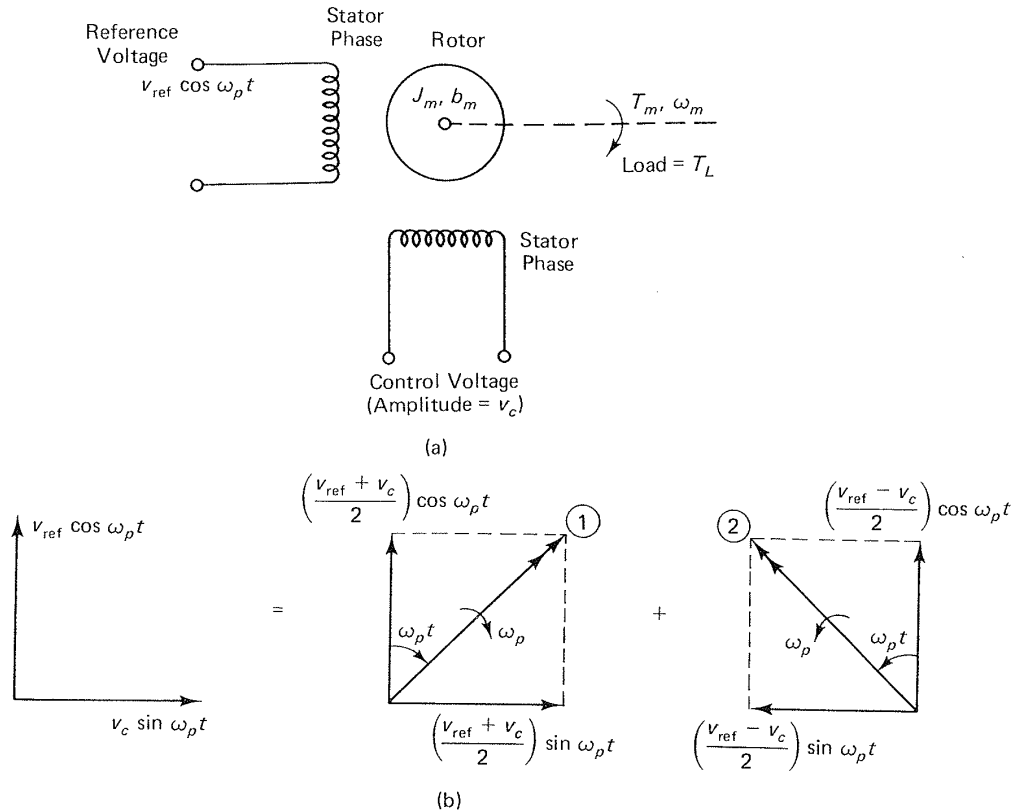 Reference
Voltage
v_ref cos ω_p t
Stator
Phase
Rotor
J_m, b_m
T_m, ω_m
Load = T_L
Stator
Phase
Control Voltage
(Amplitude = v_c)
(a)
v_ref cos ω_p t
v_c sin ω_p t
=
((v_ref + v_c)/2) cos ω_p t
1
ω_p t
ω_p
((v_ref + v_c)/2) sin ω_p t
+
((v_ref − v_c)/2) cos ω_p t
2
ω_p
ω_p t
((v_ref − v_c)/2) sin ω_p t
(b)